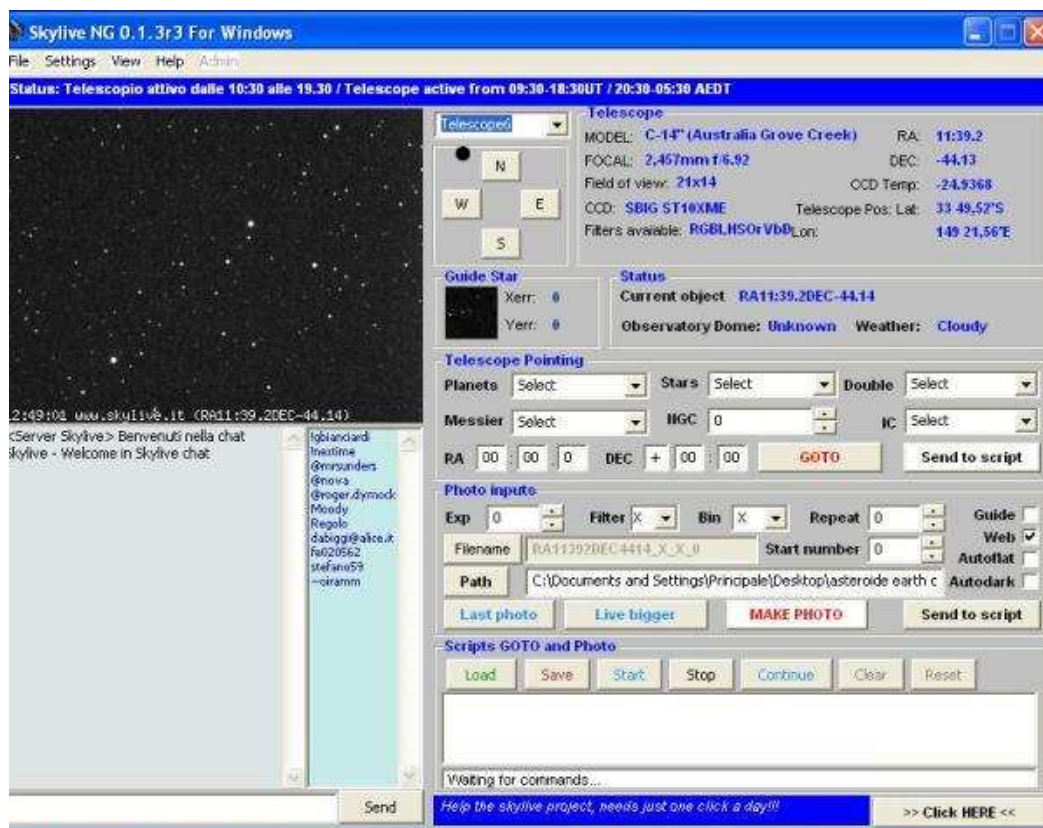 Skylive NG 0.1.3r3 For Windows
File Settings View Help Admin
Status: Telescopio attivo dalle 10:30 alle 19.30 / Telescope active from 09:30-18:30UT / 20:30-05:30 AEDT
Telescope6
N
W E
S
Telescope
MODEL: C-14" (Australia Grove Creek) RA: 11:39.2
FOCAL: 2,457mm f/6.92 DEC: -44.13
Field of view: 21x14 CCD Temp: -24.9368
CCD: SBIG ST10XME Telescope Pos: Lat: 33 49,52'S
Filters avaiable: RGBLHSOrVbD Lon: 149 21,56'E
Guide Star
Xerr: 0
Yerr: 0
Status
Current object RA11:39.2DEC-44.14
Observatory Dome: Unknown Weather: Cloudy
2:49:01 www.skylive.it (RA11:39.2DEC-44.14)
Telescope Pointing
Planets Select Stars Select Double Select
Messier Select NGC 0 IC Select
RA 00 : 00 . 0 DEC + 00 : 00 GOTO Send to script
<Server Skylive> Benvenuti nella chat
skylive - Welcome in Skylive chat
!gbianciardi
!nextime
@mrsunders
@nova
@roger.dymock
Moody
Regolo
dabiggi@alice.it
fa020562
stefano59
~oiramm
Photo inputs
Exp 0 Filter X Bin X Repeat 0 Guide
Web
Filename RA11392DEC4414_X_X_0 Start number 0 Autoflat
Path C:\Documents and Settings\Principale\Desktop\asteroide earth c Autodark
Last photo Live bigger MAKE PHOTO Send to script
Scripts GOTO and Photo
Load Save Start Stop Continue Clear Reset
Waiting for commands...
Send
Help the skylive project, needs just one click a day!!!
>> Click HERE <<